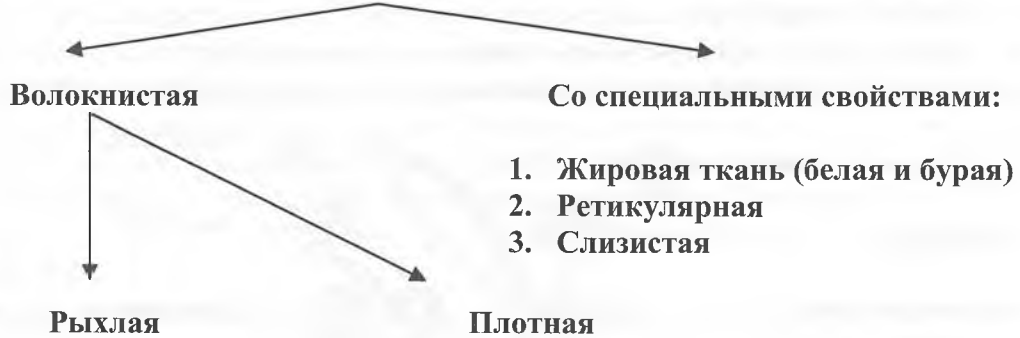 Волокнистая
Со специальными свойствами:
1. Жировая ткань (белая и бурая)
2. Ретикулярная
3. Слизистая
Рыхлая
Плотная